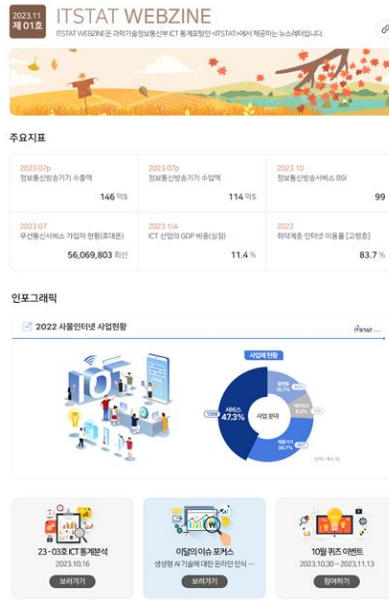 2023.11
제 01호
ITSTAT WEBZINE
ITSTAT WEBZINE은 과학기술정보통신부 ICT 통계포털인 <ITSTAT>에서 제공하는 뉴스레터입니다.
주요지표
2023 07p
정보통신방송기기 수출액
146 억$
2023 07p
정보통신방송기기 수입액
114 억$
2023 10
정보통신방송서비스 BSI
99
2023 07
무선통신서비스 가입자 현황(휴대폰)
56,069,803 회선
2023 1/4
ICT 산업의 GDP 비중(실질)
11.4 %
2022
취약계층 인터넷 이용률 [고령층]
83.7 %
인포그래픽
2022 사물인터넷 사업현황
ITSTAT
IOT
사업체 현황
사업 분야
서비스
47.3%
플랫폼
네트워크
제품기기
23 - 03호 ICT 통계분석
2023.10.16
보러가기
이달의 이슈 포커스
생성형 AI 기술에 대한 온라인 인식 ···
보러가기
10월 퀴즈 이벤트
2023.10.30 ~ 2023.11.13
참여하기